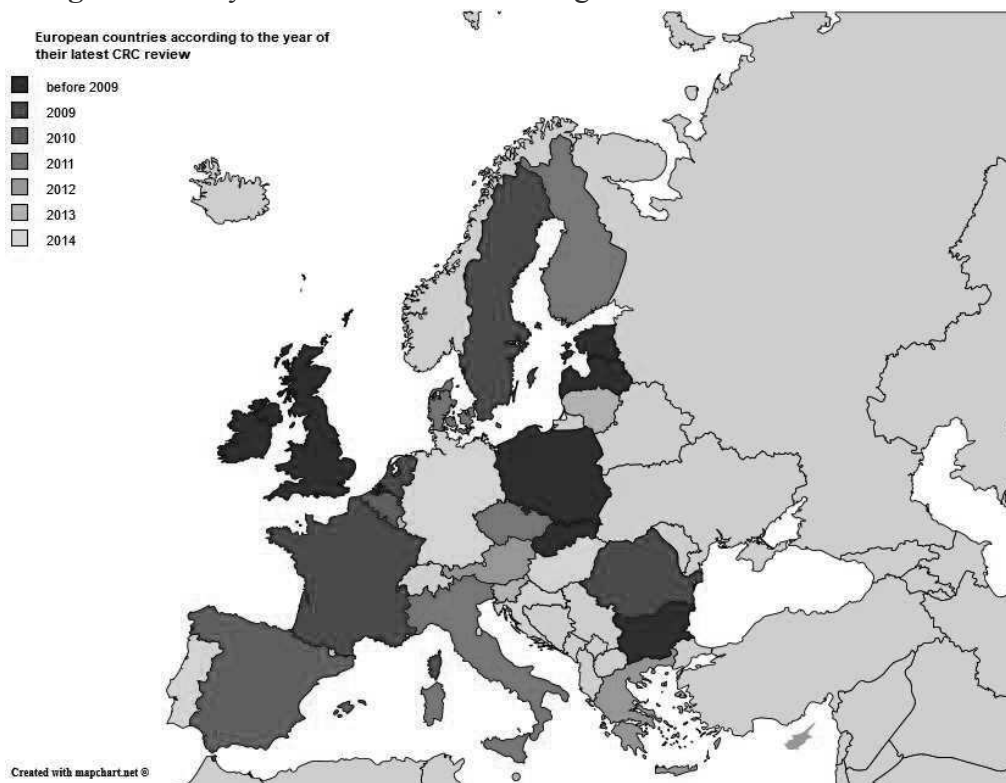 European countries according to the year of
their latest CRC review
before 2009
2009
2010
2011
2012
2013
2014
Created with mapchart.net ©